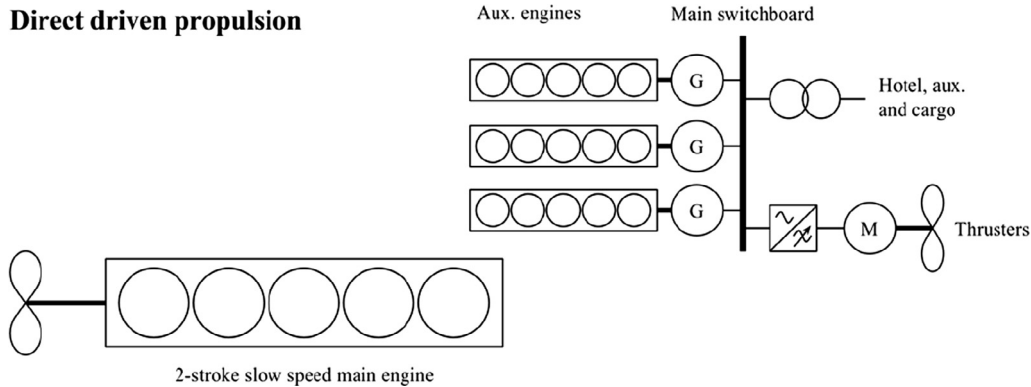 Direct driven propulsion
Aux. engines
Main switchboard
G
Hotel, aux.
and cargo
G
G
M
Thrusters
2-stroke slow speed main engine